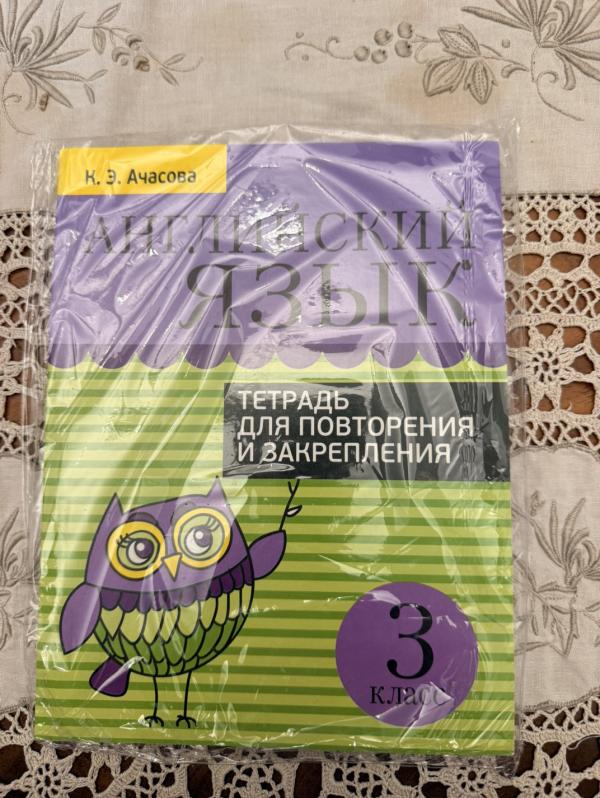 К. Э. Ачасова
АНГЛИЙСКИЙ
ЯЗЫК
ТЕТРАДЬ
ДЛЯ ПОВТОРЕНИЯ
И ЗАКРЕПЛЕНИЯ
3
класс